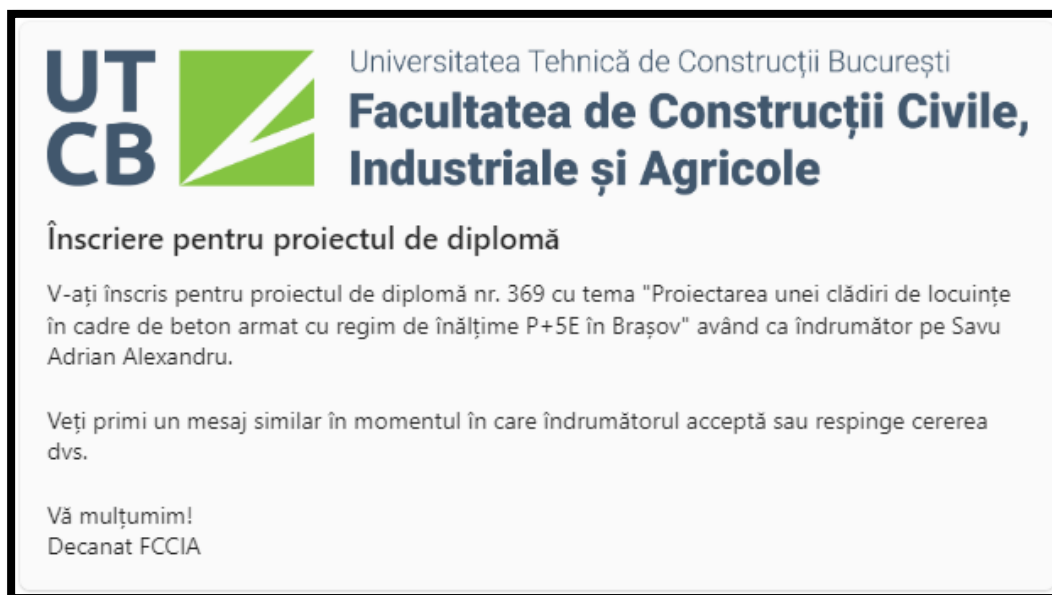 UT
CB
Universitatea Tehnică de Construcții București
Facultatea de Construcții Civile,
Industriale și Agricole
Înscriere pentru proiectul de diplomă
V-ați înscris pentru proiectul de diplomă nr. 369 cu tema "Proiectarea unei clădiri de locuințe
în cadre de beton armat cu regim de înălțime P+5E în Brașov" având ca îndrumător pe Savu
Adrian Alexandru.
Veți primi un mesaj similar în momentul în care îndrumătorul acceptă sau respinge cererea
dvs.
Vă mulțumim!
Decanat FCCIA